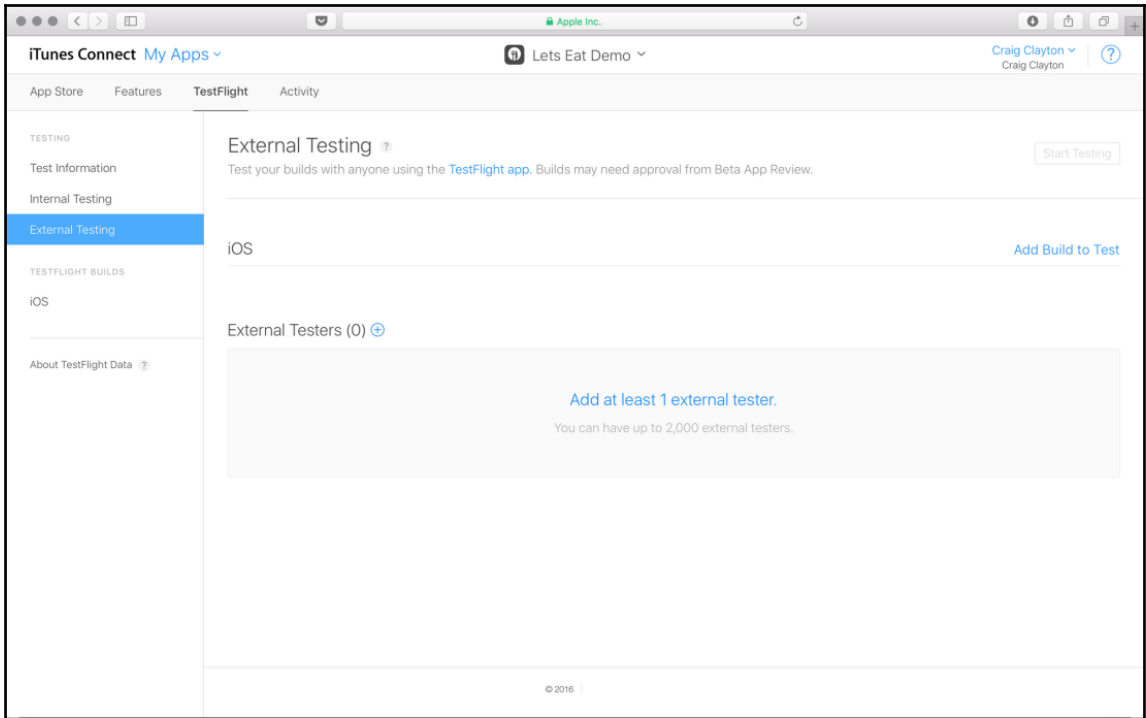 Apple Inc.
iTunes Connect My Apps
Lets Eat Demo
Craig Clayton
Craig Clayton
?
App Store Features TestFlight Activity
TESTING
Test Information
Internal Testing
External Testing
TESTFLIGHT BUILDS
iOS
About TestFlight Data ?
External Testing ?
Test your builds with anyone using the TestFlight app. Builds may need approval from Beta App Review.
Start Testing
iOS
Add Build to Test
External Testers (0)
Add at least 1 external tester.
You can have up to 2,000 external testers.
© 2016